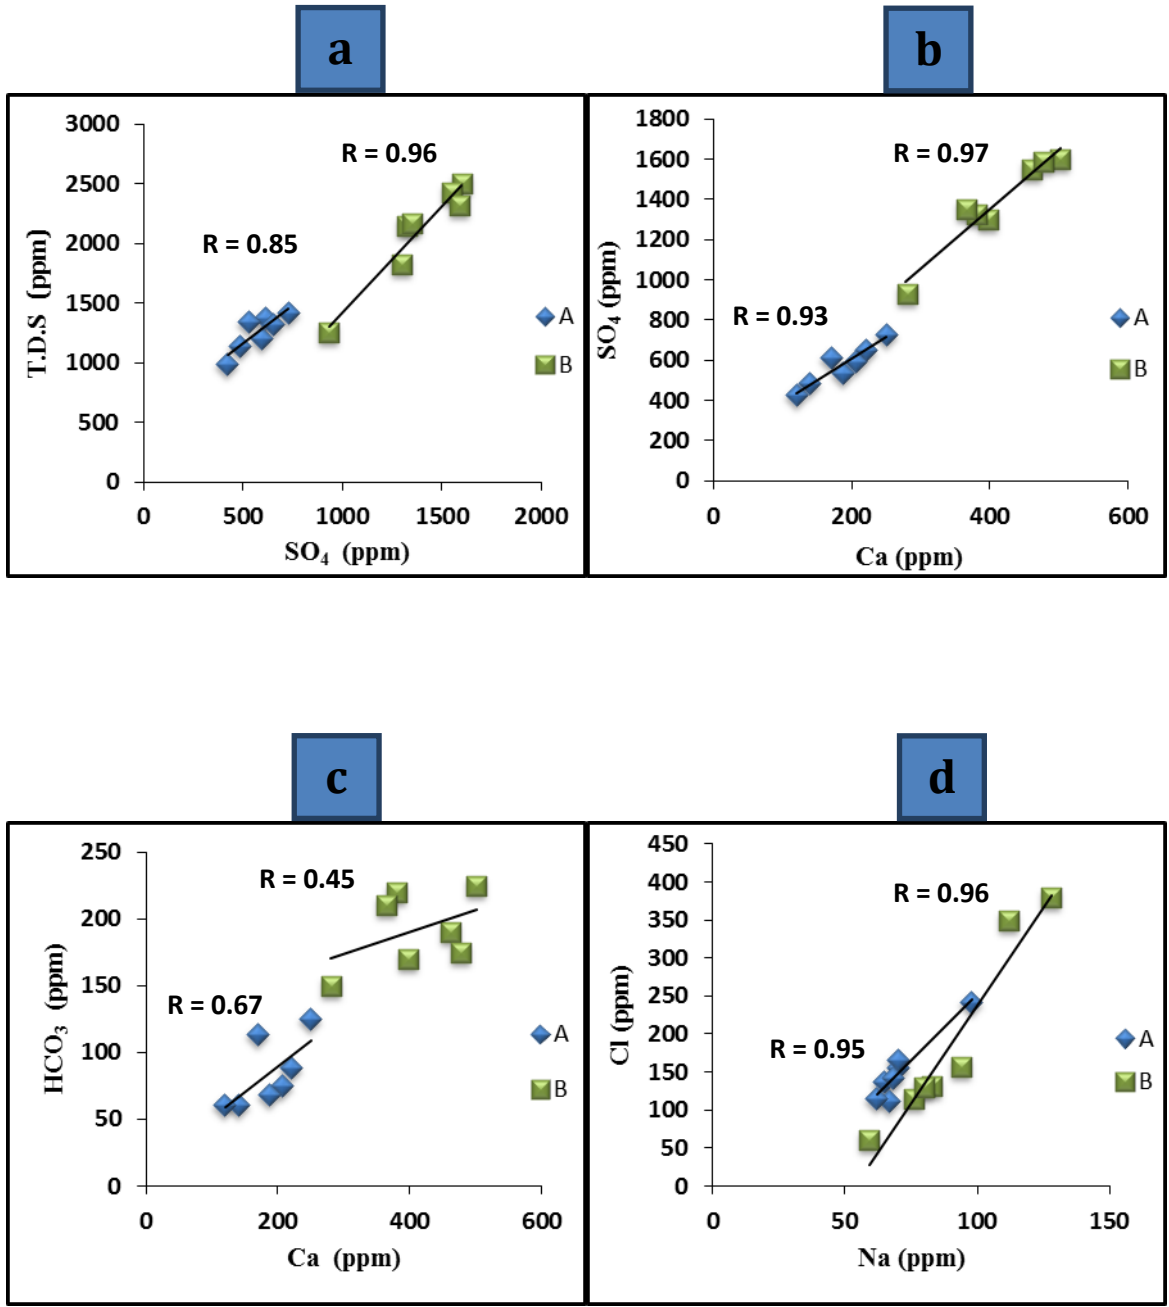 a
b
3000
2500
2000
1500
1000
500
0
0
500
1000
1500
2000
T.D.S (ppm)
SO₄ (ppm)
R = 0.96
R = 0.85
A
B
1800
1600
1400
1200
1000
800
600
400
200
0
0
200
400
600
SO₄ (ppm)
Ca (ppm)
R = 0.97
R = 0.93
A
B
c
d
250
200
150
100
50
0
0
200
400
600
HCO₃ (ppm)
Ca (ppm)
R = 0.45
R = 0.67
A
B
450
400
350
300
250
200
150
100
50
0
0
50
100
150
Cl (ppm)
Na (ppm)
R = 0.96
R = 0.95
A
B